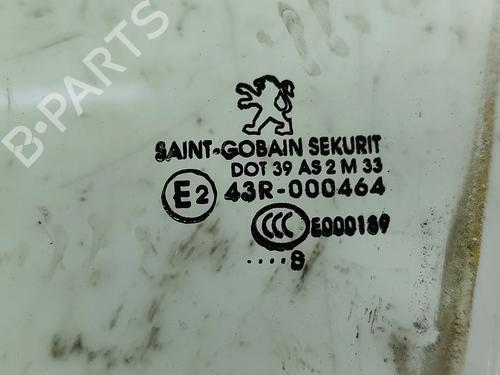 B-PARTS
SAINT-GOBAIN SEKURIT
DOT 39 AS 2 M 33
E2 43R-000464
CCC E000189
....8